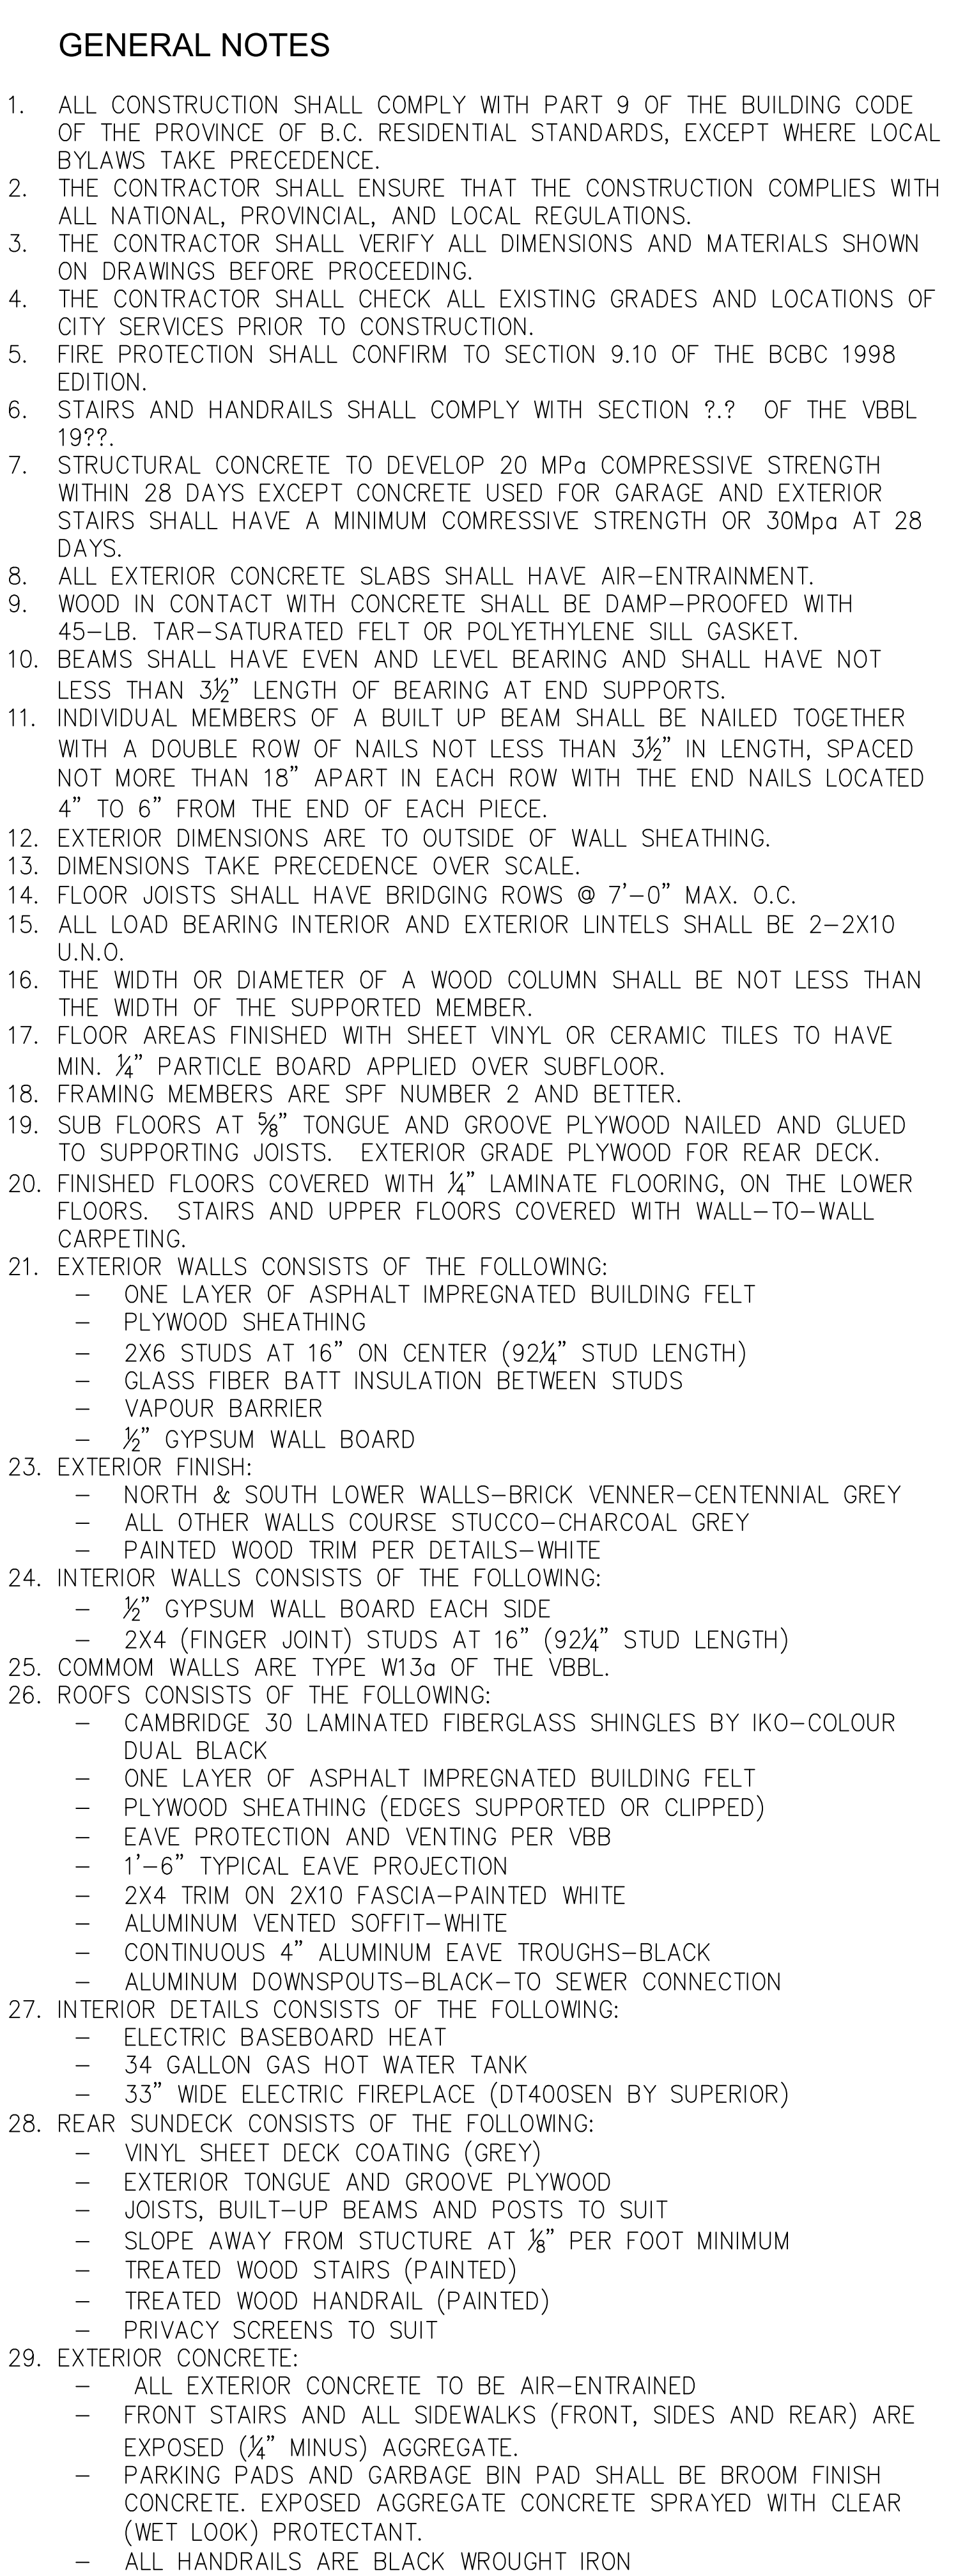 GENERAL NOTES
1. ALL CONSTRUCTION SHALL COMPLY WITH PART 9 OF THE BUILDING CODE
OF THE PROVINCE OF B.C. RESIDENTIAL STANDARDS, EXCEPT WHERE LOCAL
BYLAWS TAKE PRECEDENCE.
2. THE CONTRACTOR SHALL ENSURE THAT THE CONSTRUCTION COMPLIES WITH
ALL NATIONAL, PROVINCIAL, AND LOCAL REGULATIONS.
3. THE CONTRACTOR SHALL VERIFY ALL DIMENSIONS AND MATERIALS SHOWN
ON DRAWINGS BEFORE PROCEEDING.
4. THE CONTRACTOR SHALL CHECK ALL EXISTING GRADES AND LOCATIONS OF
CITY SERVICES PRIOR TO CONSTRUCTION.
5. FIRE PROTECTION SHALL CONFIRM TO SECTION 9.10 OF THE BCBC 1998
EDITION.
6. STAIRS AND HANDRAILS SHALL COMPLY WITH SECTION ?.? OF THE VBBL
19??.
7. STRUCTURAL CONCRETE TO DEVELOP 20 MPa COMPRESSIVE STRENGTH
WITHIN 28 DAYS EXCEPT CONCRETE USED FOR GARAGE AND EXTERIOR
STAIRS SHALL HAVE A MINIMUM COMRESSIVE STRENGTH OR 30Mpa AT 28
DAYS.
8. ALL EXTERIOR CONCRETE SLABS SHALL HAVE AIR-ENTRAINMENT.
9. WOOD IN CONTACT WITH CONCRETE SHALL BE DAMP-PROOFED WITH
45-LB. TAR-SATURATED FELT OR POLYETHYLENE SILL GASKET.
10. BEAMS SHALL HAVE EVEN AND LEVEL BEARING AND SHALL HAVE NOT
LESS THAN 3½" LENGTH OF BEARING AT END SUPPORTS.
11. INDIVIDUAL MEMBERS OF A BUILT UP BEAM SHALL BE NAILED TOGETHER
WITH A DOUBLE ROW OF NAILS NOT LESS THAN 3½" IN LENGTH, SPACED
NOT MORE THAN 18" APART IN EACH ROW WITH THE END NAILS LOCATED
4" TO 6" FROM THE END OF EACH PIECE.
12. EXTERIOR DIMENSIONS ARE TO OUTSIDE OF WALL SHEATHING.
13. DIMENSIONS TAKE PRECEDENCE OVER SCALE.
14. FLOOR JOISTS SHALL HAVE BRIDGING ROWS @ 7'-0" MAX. O.C.
15. ALL LOAD BEARING INTERIOR AND EXTERIOR LINTELS SHALL BE 2-2X10
U.N.O.
16. THE WIDTH OR DIAMETER OF A WOOD COLUMN SHALL BE NOT LESS THAN
THE WIDTH OF THE SUPPORTED MEMBER.
17. FLOOR AREAS FINISHED WITH SHEET VINYL OR CERAMIC TILES TO HAVE
MIN. ¼" PARTICLE BOARD APPLIED OVER SUBFLOOR.
18. FRAMING MEMBERS ARE SPF NUMBER 2 AND BETTER.
19. SUB FLOORS AT ⅝" TONGUE AND GROOVE PLYWOOD NAILED AND GLUED
TO SUPPORTING JOISTS. EXTERIOR GRADE PLYWOOD FOR REAR DECK.
20. FINISHED FLOORS COVERED WITH ¼" LAMINATE FLOORING, ON THE LOWER
FLOORS. STAIRS AND UPPER FLOORS COVERED WITH WALL-TO-WALL
CARPETING.
21. EXTERIOR WALLS CONSISTS OF THE FOLLOWING:
- ONE LAYER OF ASPHALT IMPREGNATED BUILDING FELT
- PLYWOOD SHEATHING
- 2X6 STUDS AT 16" ON CENTER (92¼" STUD LENGTH)
- GLASS FIBER BATT INSULATION BETWEEN STUDS
- VAPOUR BARRIER
- ½" GYPSUM WALL BOARD
23. EXTERIOR FINISH:
- NORTH & SOUTH LOWER WALLS-BRICK VENNER-CENTENNIAL GREY
- ALL OTHER WALLS COURSE STUCCO-CHARCOAL GREY
- PAINTED WOOD TRIM PER DETAILS-WHITE
24. INTERIOR WALLS CONSISTS OF THE FOLLOWING:
- ½" GYPSUM WALL BOARD EACH SIDE
- 2X4 (FINGER JOINT) STUDS AT 16" (92¼" STUD LENGTH)
25. COMMOM WALLS ARE TYPE W13a OF THE VBBL.
26. ROOFS CONSISTS OF THE FOLLOWING:
- CAMBRIDGE 30 LAMINATED FIBERGLASS SHINGLES BY IKO-COLOUR
DUAL BLACK
- ONE LAYER OF ASPHALT IMPREGNATED BUILDING FELT
- PLYWOOD SHEATHING (EDGES SUPPORTED OR CLIPPED)
- EAVE PROTECTION AND VENTING PER VBB
- 1'-6" TYPICAL EAVE PROJECTION
- 2X4 TRIM ON 2X10 FASCIA-PAINTED WHITE
- ALUMINUM VENTED SOFFIT-WHITE
- CONTINUOUS 4" ALUMINUM EAVE TROUGHS-BLACK
- ALUMINUM DOWNSPOUTS-BLACK-TO SEWER CONNECTION
27. INTERIOR DETAILS CONSISTS OF THE FOLLOWING:
- ELECTRIC BASEBOARD HEAT
- 34 GALLON GAS HOT WATER TANK
- 33" WIDE ELECTRIC FIREPLACE (DT400SEN BY SUPERIOR)
28. REAR SUNDECK CONSISTS OF THE FOLLOWING:
- VINYL SHEET DECK COATING (GREY)
- EXTERIOR TONGUE AND GROOVE PLYWOOD
- JOISTS, BUILT-UP BEAMS AND POSTS TO SUIT
- SLOPE AWAY FROM STUCTURE AT ⅛" PER FOOT MINIMUM
- TREATED WOOD STAIRS (PAINTED)
- TREATED WOOD HANDRAIL (PAINTED)
- PRIVACY SCREENS TO SUIT
29. EXTERIOR CONCRETE:
- ALL EXTERIOR CONCRETE TO BE AIR-ENTRAINED
- FRONT STAIRS AND ALL SIDEWALKS (FRONT, SIDES AND REAR) ARE
EXPOSED (¼" MINUS) AGGREGATE.
- PARKING PADS AND GARBAGE BIN PAD SHALL BE BROOM FINISH
CONCRETE. EXPOSED AGGREGATE CONCRETE SPRAYED WITH CLEAR
(WET LOOK) PROTECTANT.
- ALL HANDRAILS ARE BLACK WROUGHT IRON